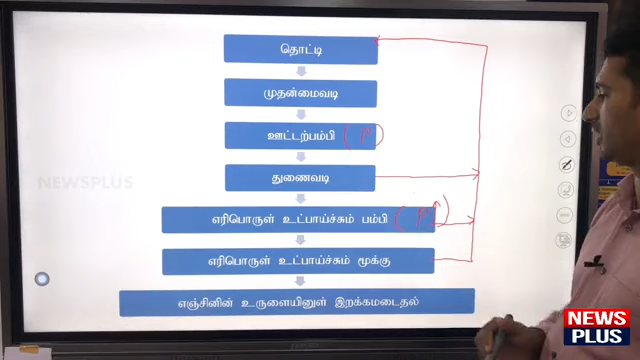 தொட்டி
முதன்மைவடி
ஊட்டற்பம்பி (P)
துணைவடி
எரிபொருள் உட்பாய்ச்சும் பம்பி (P↑)
எரிபொருள் உட்பாய்ச்சும் மூக்கு
எஞ்சினின் உருளையினுள் இறக்கமடைதல்
NEWSPLUS
NEWS
PLUS